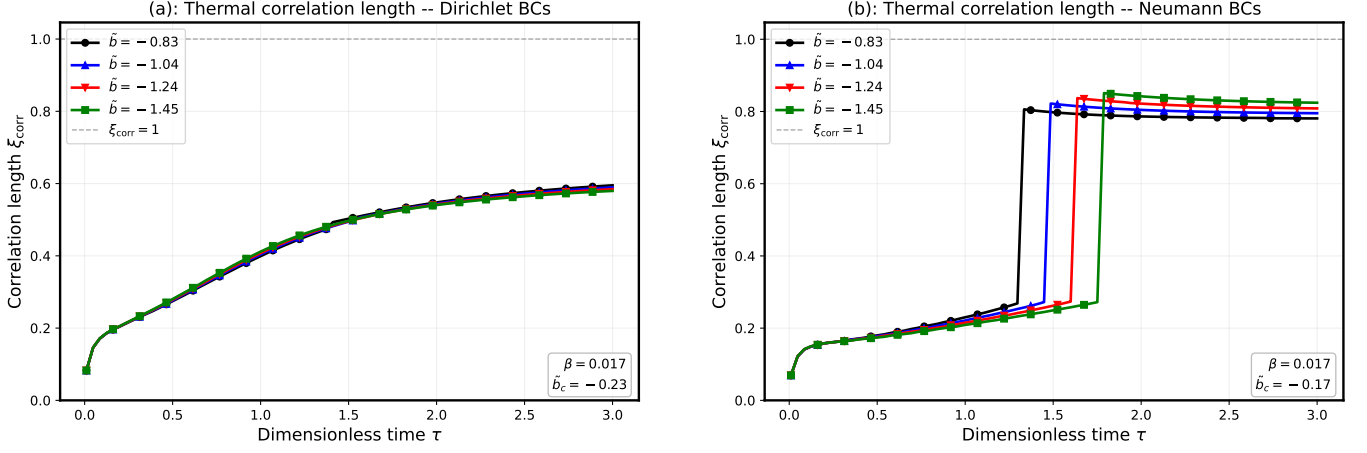 (a): Thermal correlation length -- Dirichlet BCs
1.0
0.8
0.6
0.4
0.2
0.0
Correlation length ξcorr
b̃ = −0.83
b̃ = −1.04
b̃ = −1.24
b̃ = −1.45
ξcorr = 1
β = 0.017
b̃c = −0.23
0.0 0.5 1.0 1.5 2.0 2.5 3.0
Dimensionless time τ
(b): Thermal correlation length -- Neumann BCs
1.0
0.8
0.6
0.4
0.2
0.0
Correlation length ξcorr
b̃ = −0.83
b̃ = −1.04
b̃ = −1.24
b̃ = −1.45
ξcorr = 1
β = 0.017
b̃c = −0.17
0.0 0.5 1.0 1.5 2.0 2.5 3.0
Dimensionless time τ